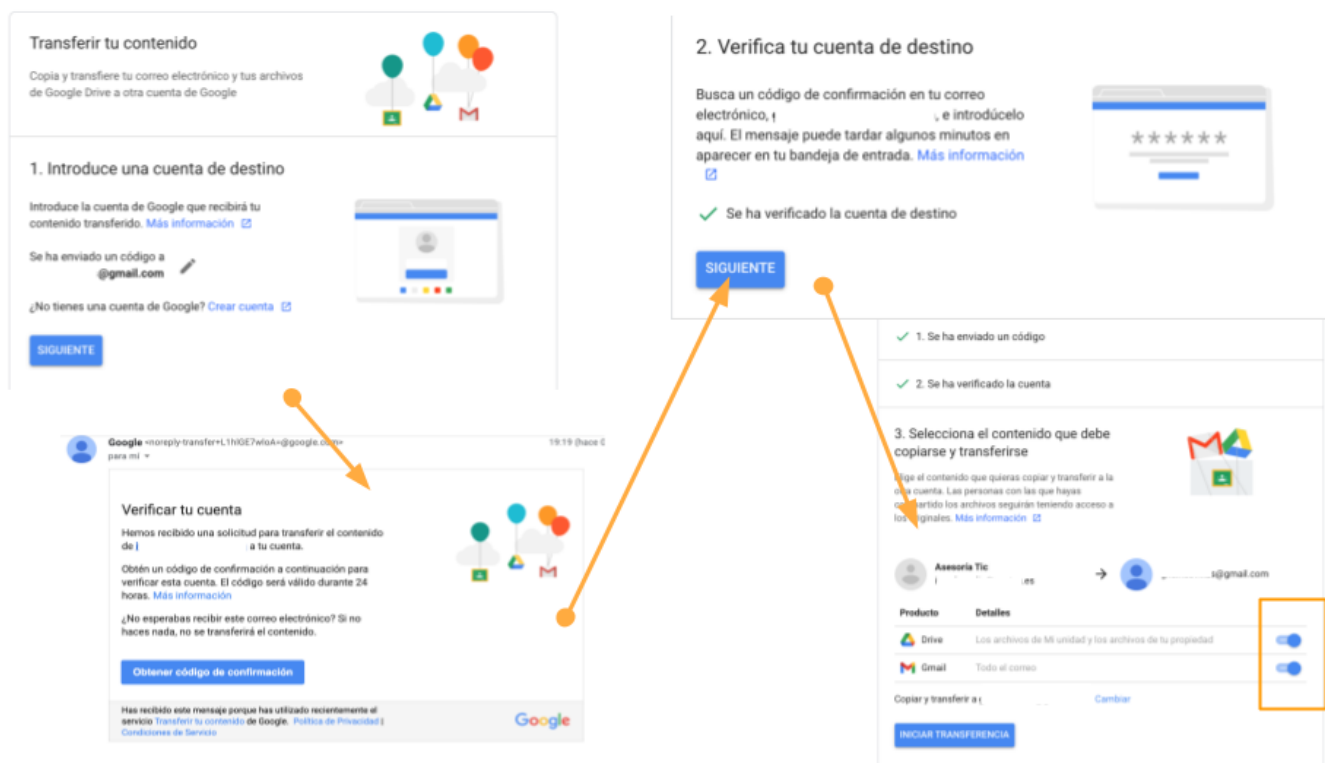 Transferir tu contenido
Copia y transfiere tu correo electrónico y tus archivos
de Google Drive a otra cuenta de Google
1. Introduce una cuenta de destino
Introduce la cuenta de Google que recibirá tu
contenido transferido. Más información
Se ha enviado un código a
@gmail.com
¿No tienes una cuenta de Google? Crear cuenta
SIGUIENTE
Google <noreply-transfer+L1hIGE7wioA=@google.com>
19:19 (hace
para mí
Verificar tu cuenta
Hemos recibido una solicitud para transferir el contenido
de a tu cuenta.
Obtén un código de confirmación a continuación para
verificar esta cuenta. El código será válido durante 24
horas. Más información
¿No esperabas recibir este correo electrónico? Si no
haces nada, no se transferirá el contenido.
Obtener código de confirmación
Has recibido este mensaje porque has utilizado recientemente el
servicio Transferir tu contenido de Google. Política de Privacidad |
Condiciones de Servicio
Google
2. Verifica tu cuenta de destino
Busca un código de confirmación en tu correo
electrónico, , e introdúcelo
aquí. El mensaje puede tardar algunos minutos en
aparecer en tu bandeja de entrada. Más información
******
Se ha verificado la cuenta de destino
SIGUIENTE
1. Se ha enviado un código
2. Se ha verificado la cuenta
3. Selecciona el contenido que debe
copiarse y transferirse
Elige el contenido que quieras copiar y transferir a la
otra cuenta. Las personas con las que hayas
compartido los archivos seguirán teniendo acceso a
los originales. Más información
Asesoría Tic
.es
s@gmail.com
Producto Detalles
Drive Los archivos de Mi unidad y los archivos de tu propiedad
Gmail Todo el correo
Copiar y transferir a Cambiar
INICIAR TRANSFERENCIA